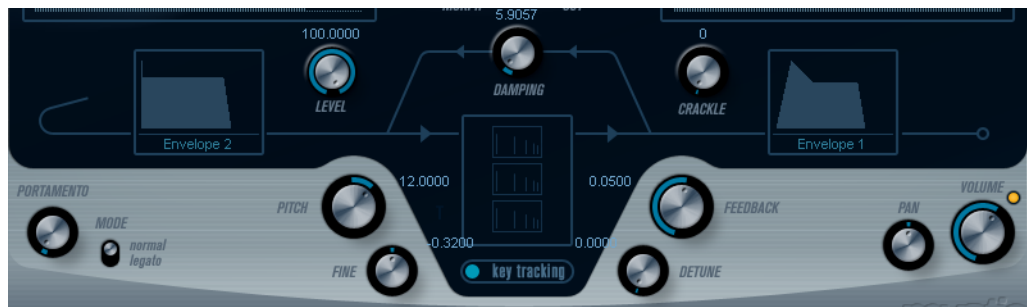 5.9057
100.0000
0
LEVEL
DAMPING
CRACKLE
Envelope 2
Envelope 1
PORTAMENTO
12.0000
0.0500
VOLUME
PITCH
FEEDBACK
PAN
MODE
normal
legato
-0.3200
0.000
FINE
key tracking
DETUNE